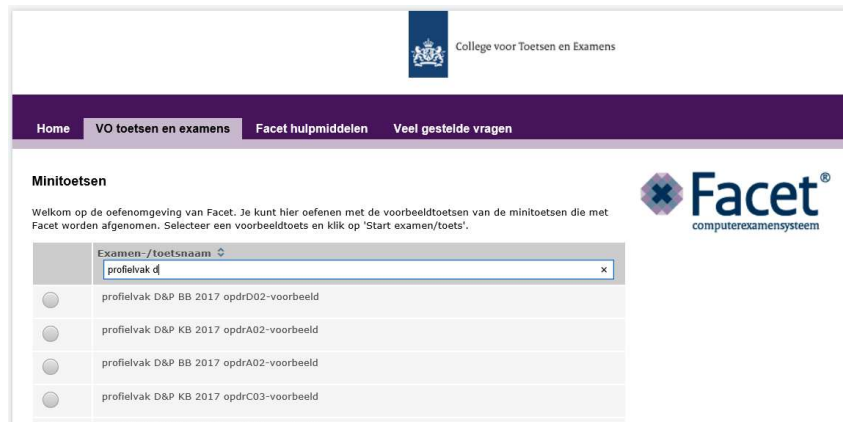 College voor Toetsen en Examens
Home VO toetsen en examens Facet hulpmiddelen Veel gestelde vragen
Minitoetsen
Welkom op de oefenomgeving van Facet. Je kunt hier oefenen met de voorbeeldtoetsen van de minitoetsen die met
Facet worden afgenomen. Selecteer een voorbeeldtoets en klik op 'Start examen/toets'.
Facet®
computerexamensysteem
Examen-/toetsnaam
profielvak d
profielvak D&P BB 2017 opdrD02-voorbeeld
profielvak D&P KB 2017 opdrA02-voorbeeld
profielvak D&P BB 2017 opdrA02-voorbeeld
profielvak D&P KB 2017 opdrC03-voorbeeld